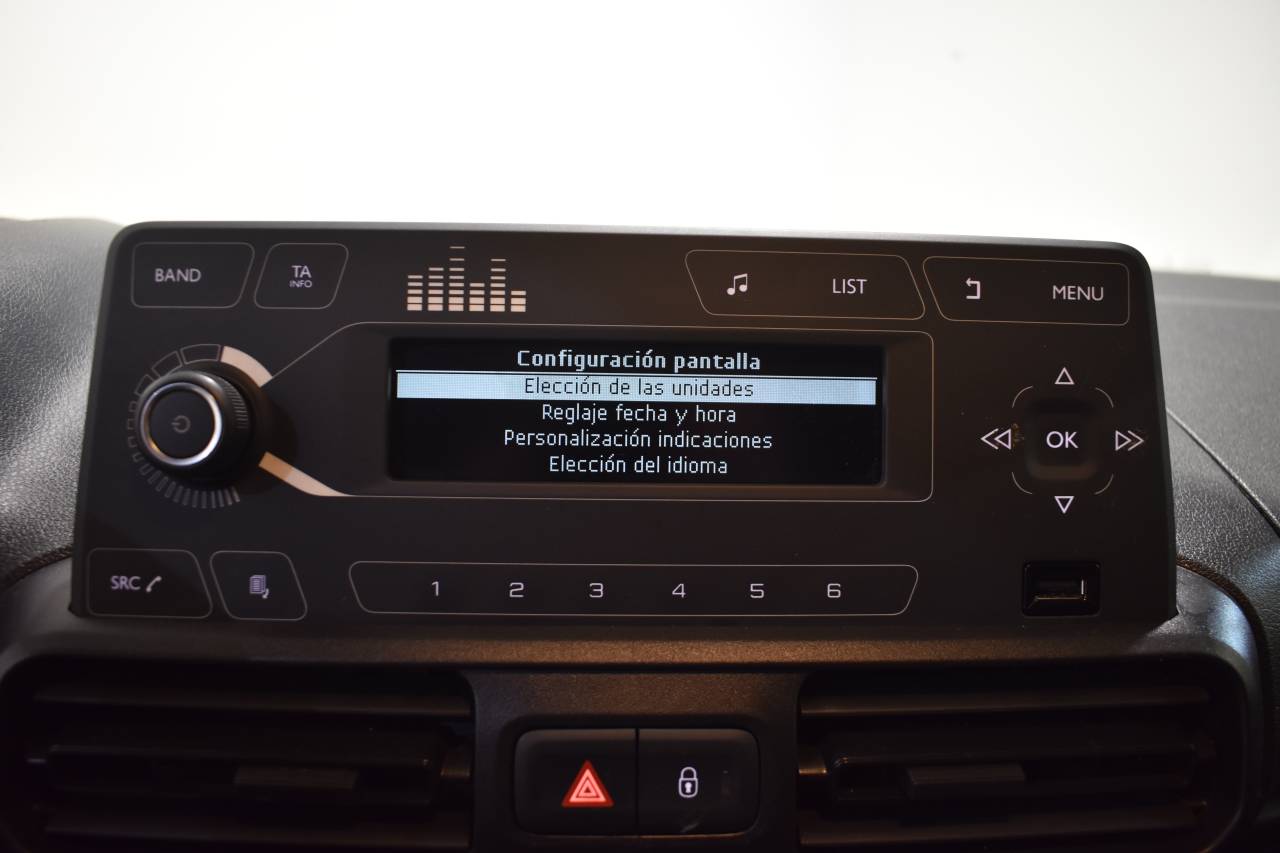 BAND
TA
INFO
LIST
MENU
Configuración pantalla
Elección de las unidades
Reglaje fecha y hora
Personalización indicaciones
Elección del idioma
OK
SRC
1 2 3 4 5 6